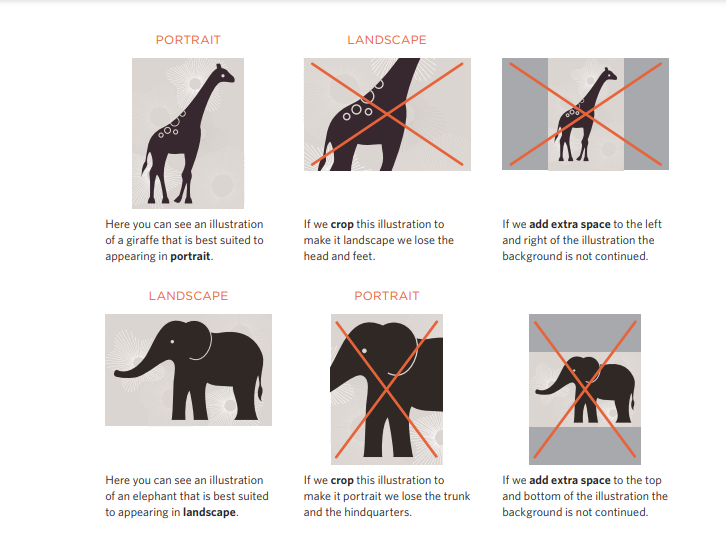 PORTRAIT
LANDSCAPE
Here you can see an illustration
of a giraffe that is best suited to
appearing in portrait.
If we crop this illustration to
make it landscape we lose the
head and feet.
If we add extra space to the left
and right of the illustration the
background is not continued.
LANDSCAPE
PORTRAIT
Here you can see an illustration
of an elephant that is best suited
to appearing in landscape.
If we crop this illustration to
make it portrait we lose the trunk
and the hindquarters.
If we add extra space to the top
and bottom of the illustration the
background is not continued.